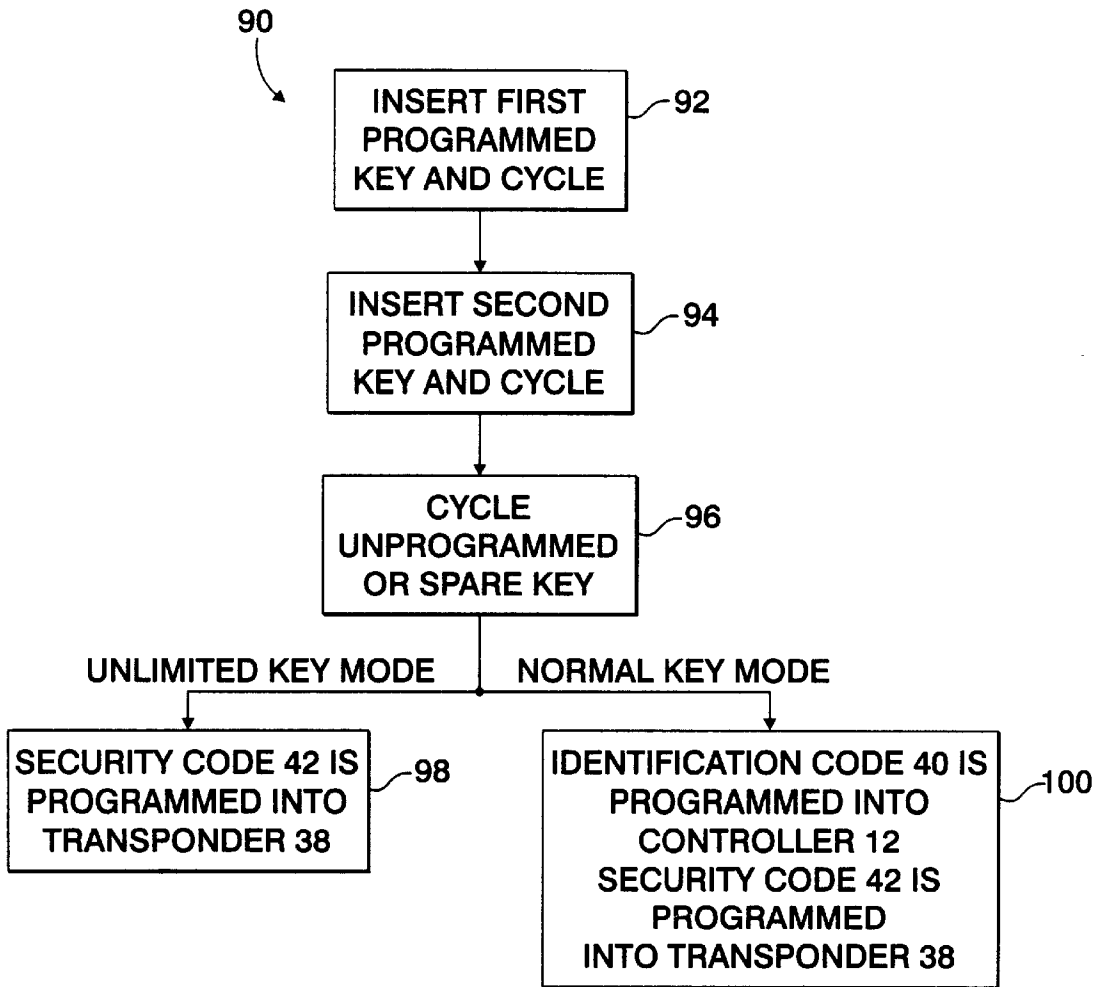 90
INSERT FIRST
PROGRAMMED
KEY AND CYCLE
92
INSERT SECOND
PROGRAMMED
KEY AND CYCLE
94
CYCLE
UNPROGRAMMED
OR SPARE KEY
96
UNLIMITED KEY MODE
NORMAL KEY MODE
SECURITY CODE 42 IS
PROGRAMMED INTO
TRANSPONDER 38
98
IDENTIFICATION CODE 40 IS
PROGRAMMED INTO
CONTROLLER 12
SECURITY CODE 42 IS
PROGRAMMED
INTO TRANSPONDER 38
100